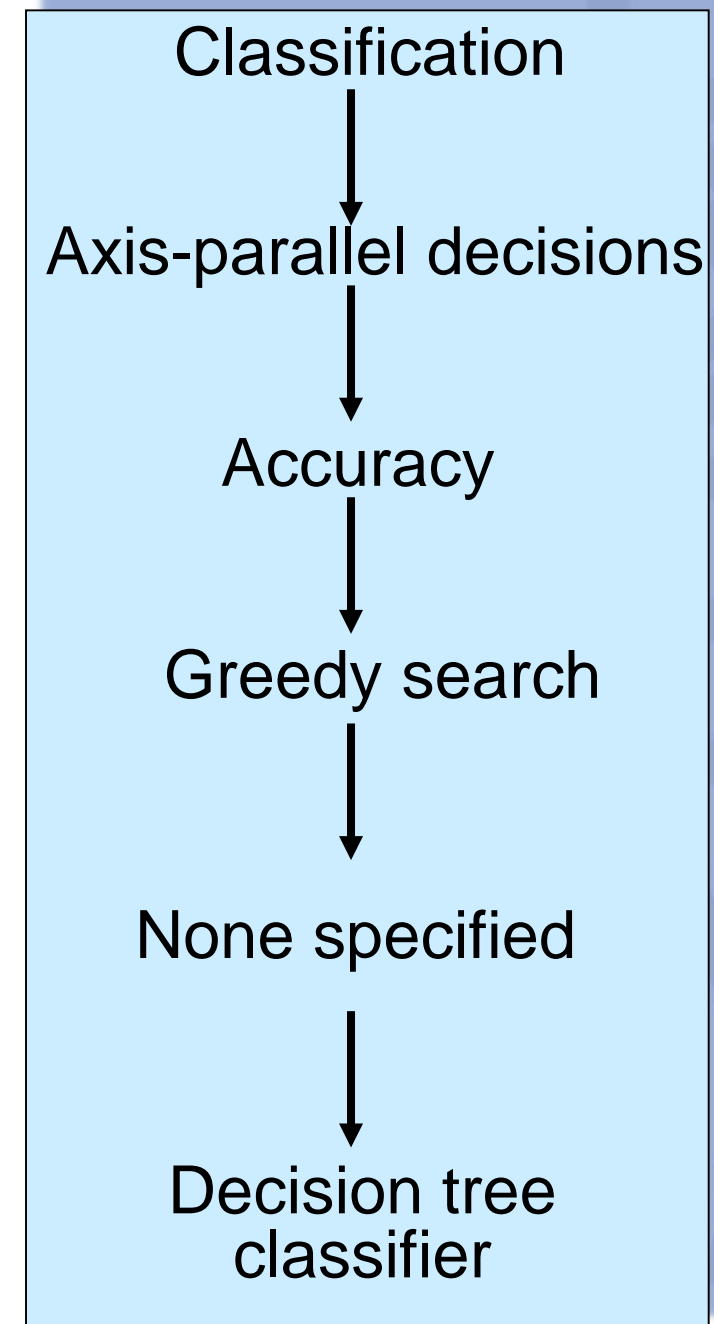 Classification
Axis-parallel decisions
Accuracy
Greedy search
None specified
Decision tree
classifier